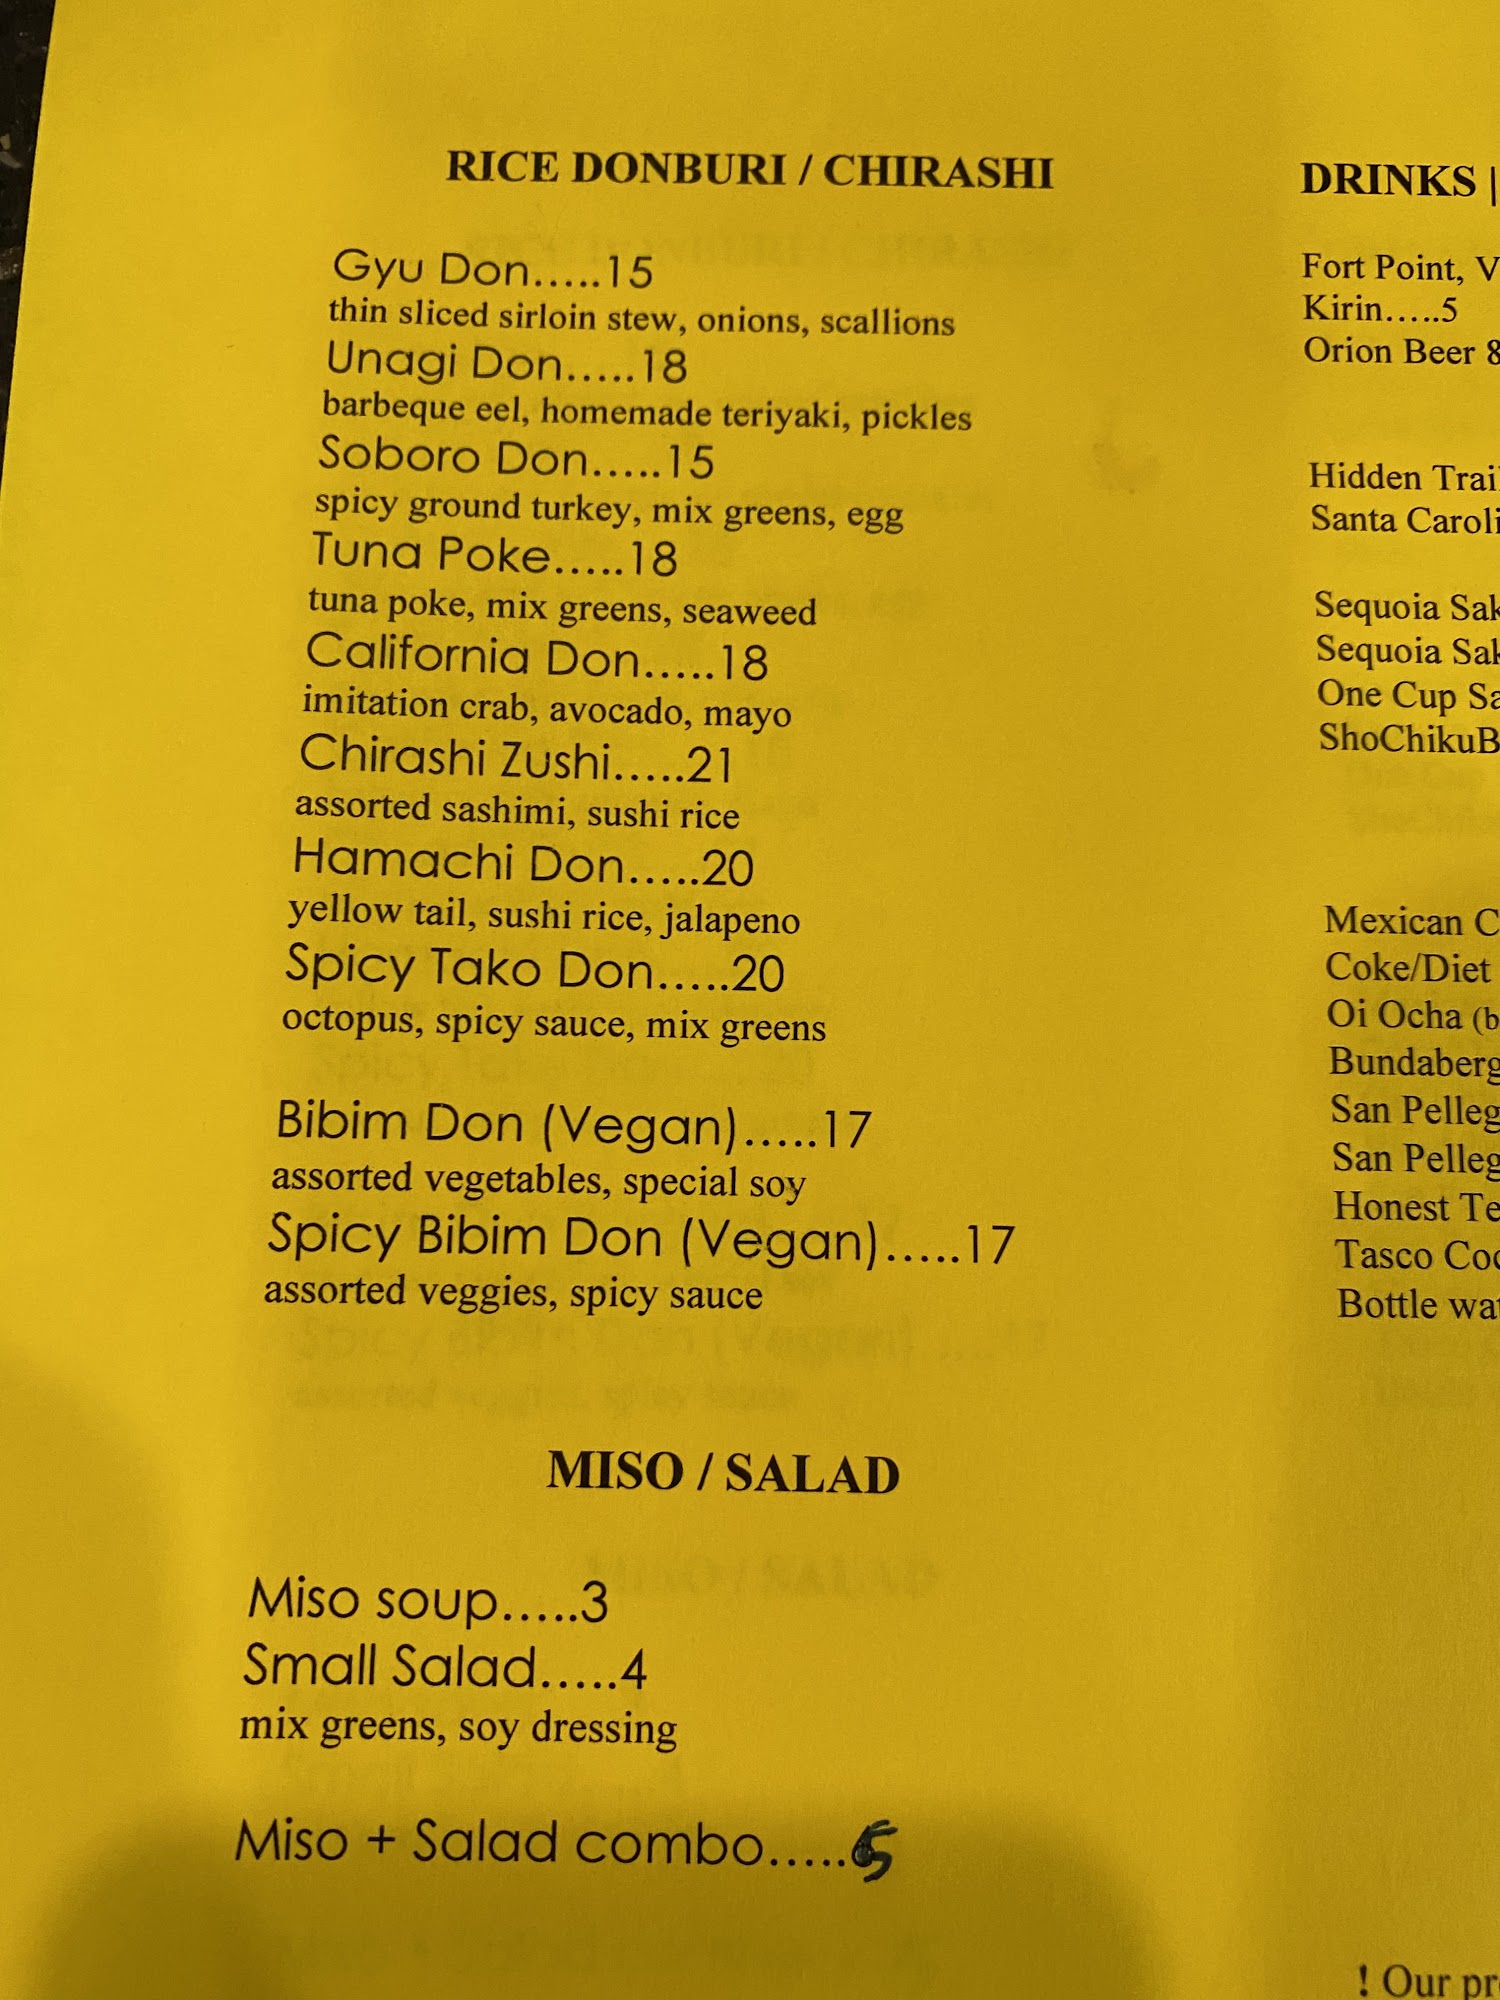 RICE DONBURI / CHIRASHI
Gyu Don.....15
thin sliced sirloin stew, onions, scallions
Unagi Don.....18
barbeque eel, homemade teriyaki, pickles
Soboro Don.....15
spicy ground turkey, mix greens, egg
Tuna Poke.....18
tuna poke, mix greens, seaweed
California Don.....18
imitation crab, avocado, mayo
Chirashi Zushi.....21
assorted sashimi, sushi rice
Hamachi Don.....20
yellow tail, sushi rice, jalapeno
Spicy Tako Don.....20
octopus, spicy sauce, mix greens
Bibim Don (Vegan).....17
assorted vegetables, special soy
Spicy Bibim Don (Vegan).....17
assorted veggies, spicy sauce
MISO / SALAD
Miso soup.....3
Small Salad.....4
mix greens, soy dressing
Miso + Salad combo.....5
DRINKS |
Fort Point,
Kirin.....5
Orion Beer 8
Hidden
Santa
Sequoia
Sequoia
One Cup
Mexican
Coke/Diet
Oi Ocha
Bundaberg
San
San
Honest
Tasco
Bottle
! Our